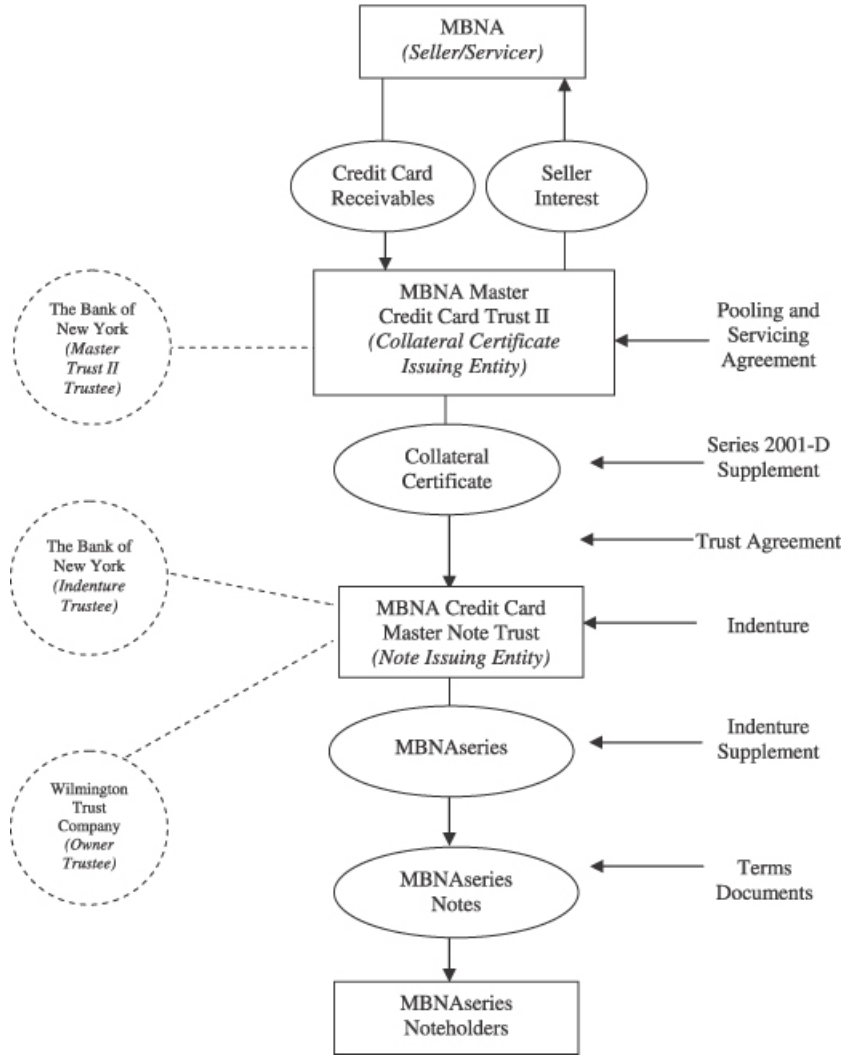 MBNA
(Seller/Servicer)
Credit Card
Receivables
Seller
Interest
The Bank of
New York
(Master
Trust II
Trustee)
MBNA Master
Credit Card Trust II
(Collateral Certificate
Issuing Entity)
Pooling and
Servicing
Agreement
Collateral
Certificate
Series 2001-D
Supplement
Trust Agreement
The Bank of
New York
(Indenture
Trustee)
MBNA Credit Card
Master Note Trust
(Note Issuing Entity)
Indenture
MBNAseries
Indenture
Supplement
Wilmington
Trust
Company
(Owner
Trustee)
MBNAseries
Notes
Terms
Documents
MBNAseries
Noteholders